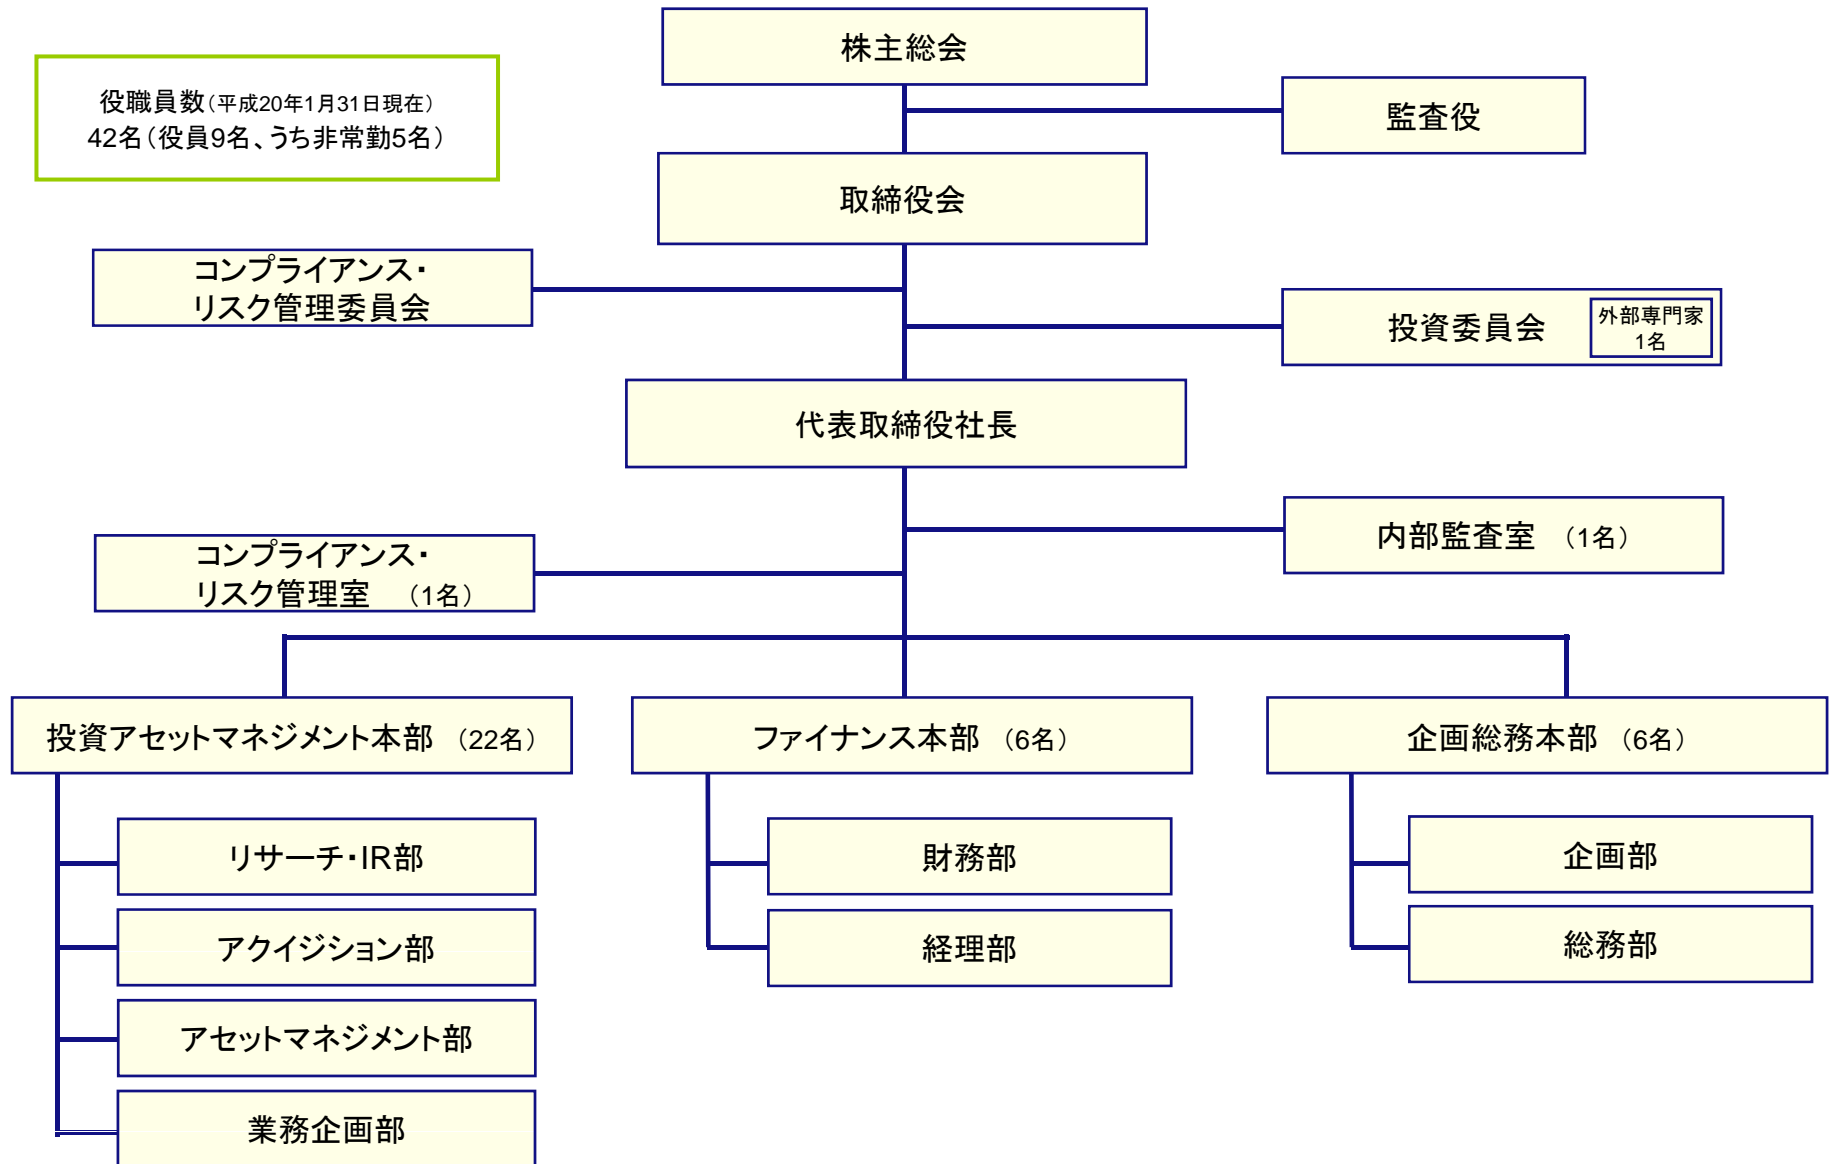 株主総会
役職員数（平成20年1月31日現在）
42名（役員9名、うち非常勤5名）
監査役
取締役会
コンプライアンス・
リスク管理委員会
投資委員会
外部専門家
1名
代表取締役社長
内部監査室 （1名）
コンプライアンス・
リスク管理室 （1名）
投資アセットマネジメント本部 （22名）
ファイナンス本部 （6名）
企画総務本部 （6名）
リサーチ・IR部
アクイジション部
アセットマネジメント部
業務企画部
財務部
経理部
企画部
総務部